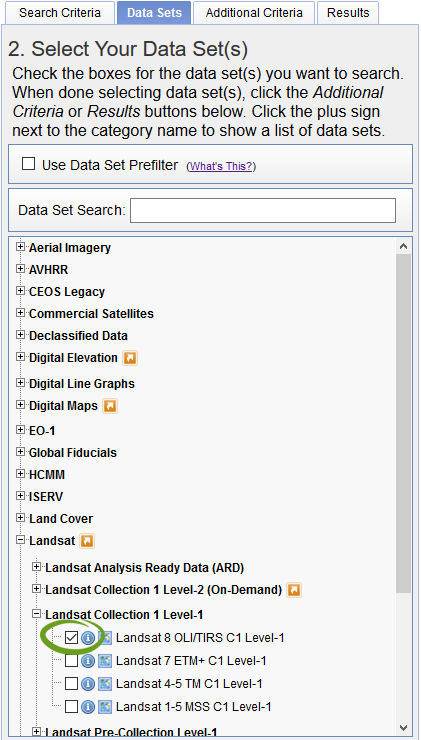 Search Criteria Data Sets Additional Criteria Results
2. Select Your Data Set(s)
Check the boxes for the data set(s) you want to search.
When done selecting data set(s), click the Additional
Criteria or Results buttons below. Click the plus sign
next to the category name to show a list of data sets.
Use Data Set Prefilter (What's This?)
Data Set Search:
Aerial Imagery
AVHRR
CEOS Legacy
Commercial Satellites
Declassified Data
Digital Elevation
Digital Line Graphs
Digital Maps
EO-1
Global Fiducials
HCMM
ISERV
Land Cover
Landsat
Landsat Analysis Ready Data (ARD)
Landsat Collection 1 Level-2 (On-Demand)
Landsat Collection 1 Level-1
Landsat 8 OLI/TIRS C1 Level-1
Landsat 7 ETM+ C1 Level-1
Landsat 4-5 TM C1 Level-1
Landsat 1-5 MSS C1 Level-1
Landsat Pre-Collection Level-1